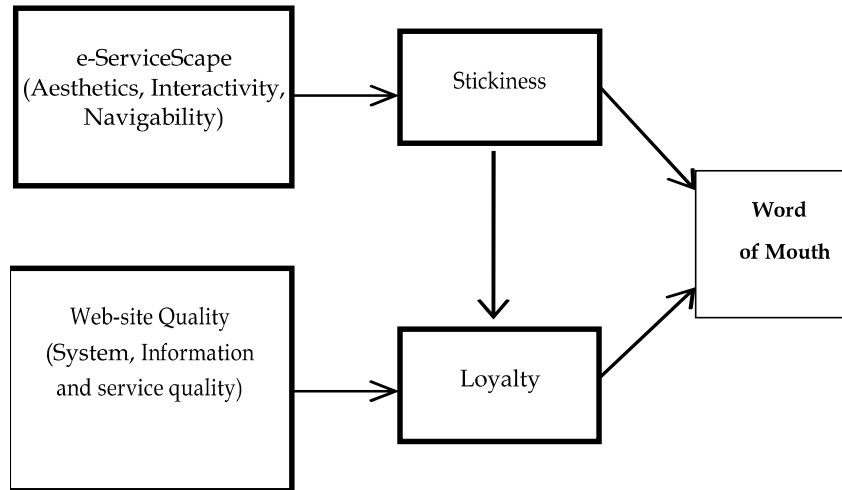 e-ServiceScape
(Aesthetics, Interactivity,
Navigability)
Stickiness
Word
of Mouth
Web-site Quality
(System, Information
and service quality)
Loyalty